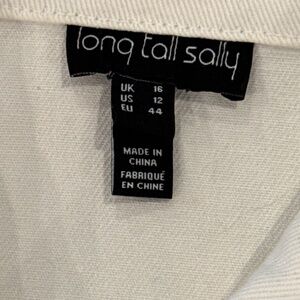 long tall sally
UK 16
US 12
EU 44
MADE IN
CHINA
FABRIQUÉ
EN CHINE